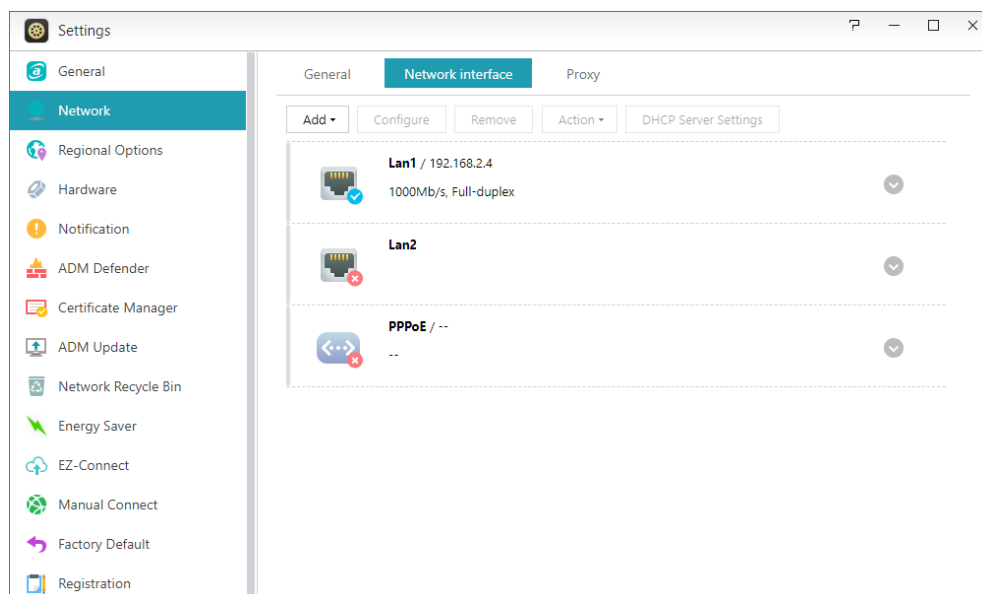 Settings
General
Network
Regional Options
Hardware
Notification
ADM Defender
Certificate Manager
ADM Update
Network Recycle Bin
Energy Saver
EZ-Connect
Manual Connect
Factory Default
Registration
General Network interface Proxy
Add Configure Remove Action DHCP Server Settings
Lan1 / 192.168.2.4
1000Mb/s, Full-duplex
Lan2
PPPoE / --
--